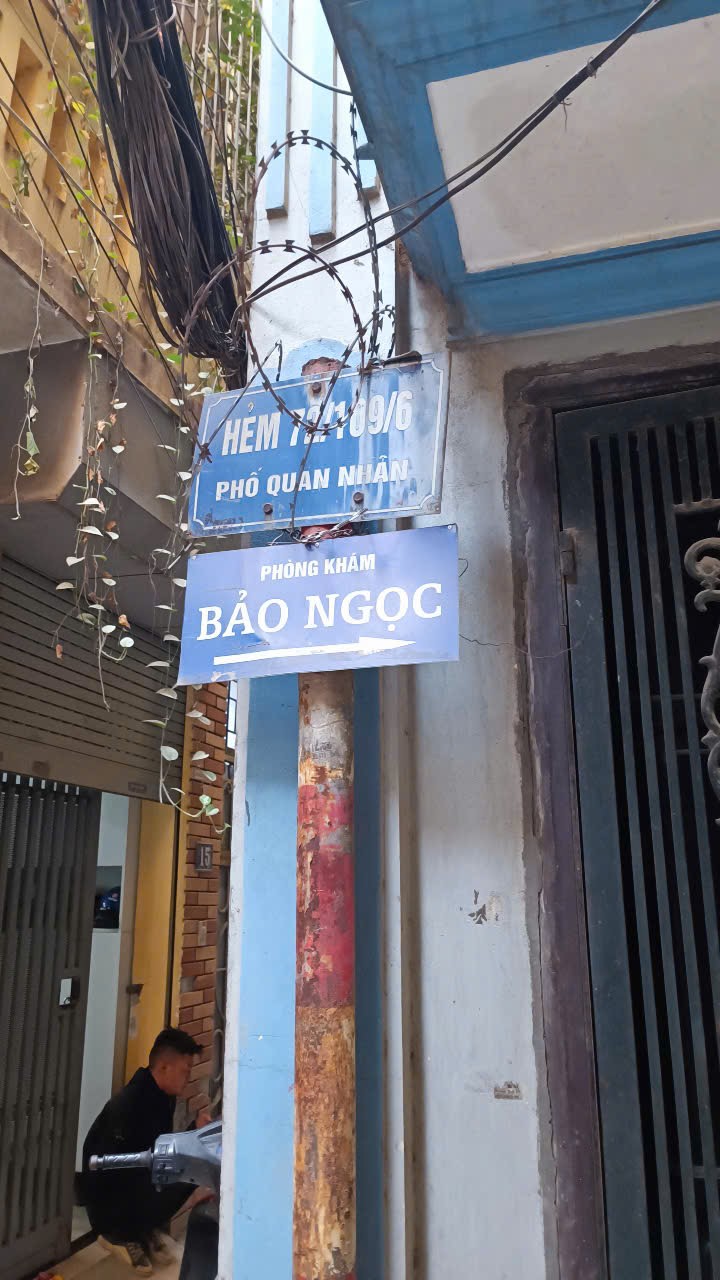 HẺM 72/109/6
PHỐ QUAN NHÂN
PHÒNG KHÁM
BẢO NGỌC
15